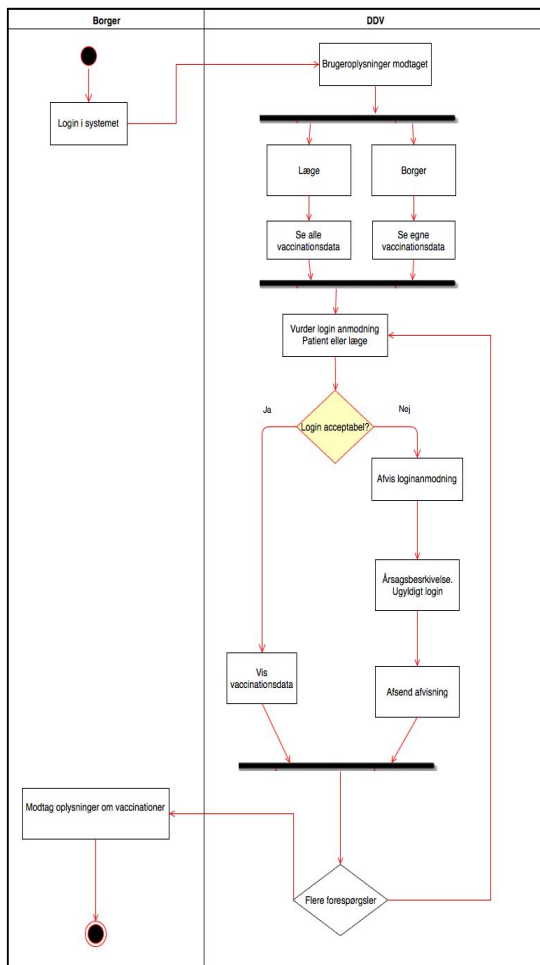 Borger
DDV
Brugeroplysninger modtaget
Login i systemet
Læge
Borger
Se alle
vaccinationsdata
Se egne
vaccinationsdata
Vurder login anmodning
Patient eller læge
Ja
Nej
Login acceptabel?
Afvis loginanmodning
Årsagsbesrkivelse.
Ugyldigt login
Vis
vaccinationsdata
Afsend afvisning
Modtag oplysninger om vaccinationer
Flere forespørgsler